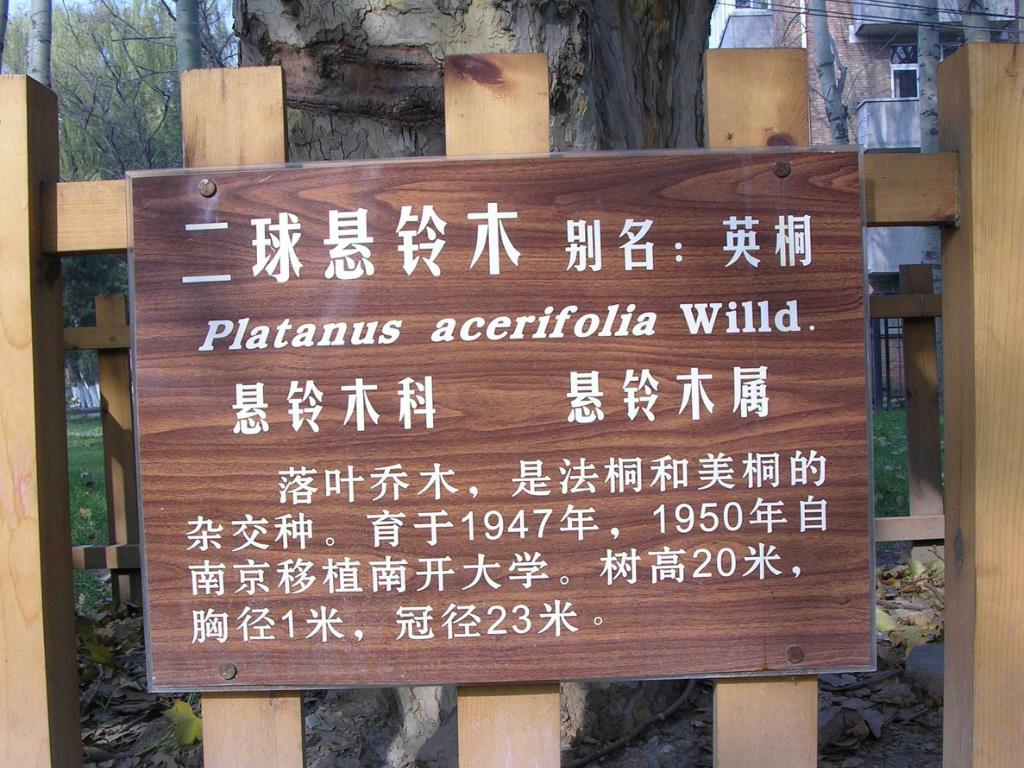 二球悬铃木 别名：英桐
Platanus acerifolia Willd.
悬铃木科 悬铃木属
落叶乔木，是法桐和美桐的
杂交种。育于1947年，1950年自
南京移植南开大学。树高20米，
胸径1米，冠径23米。